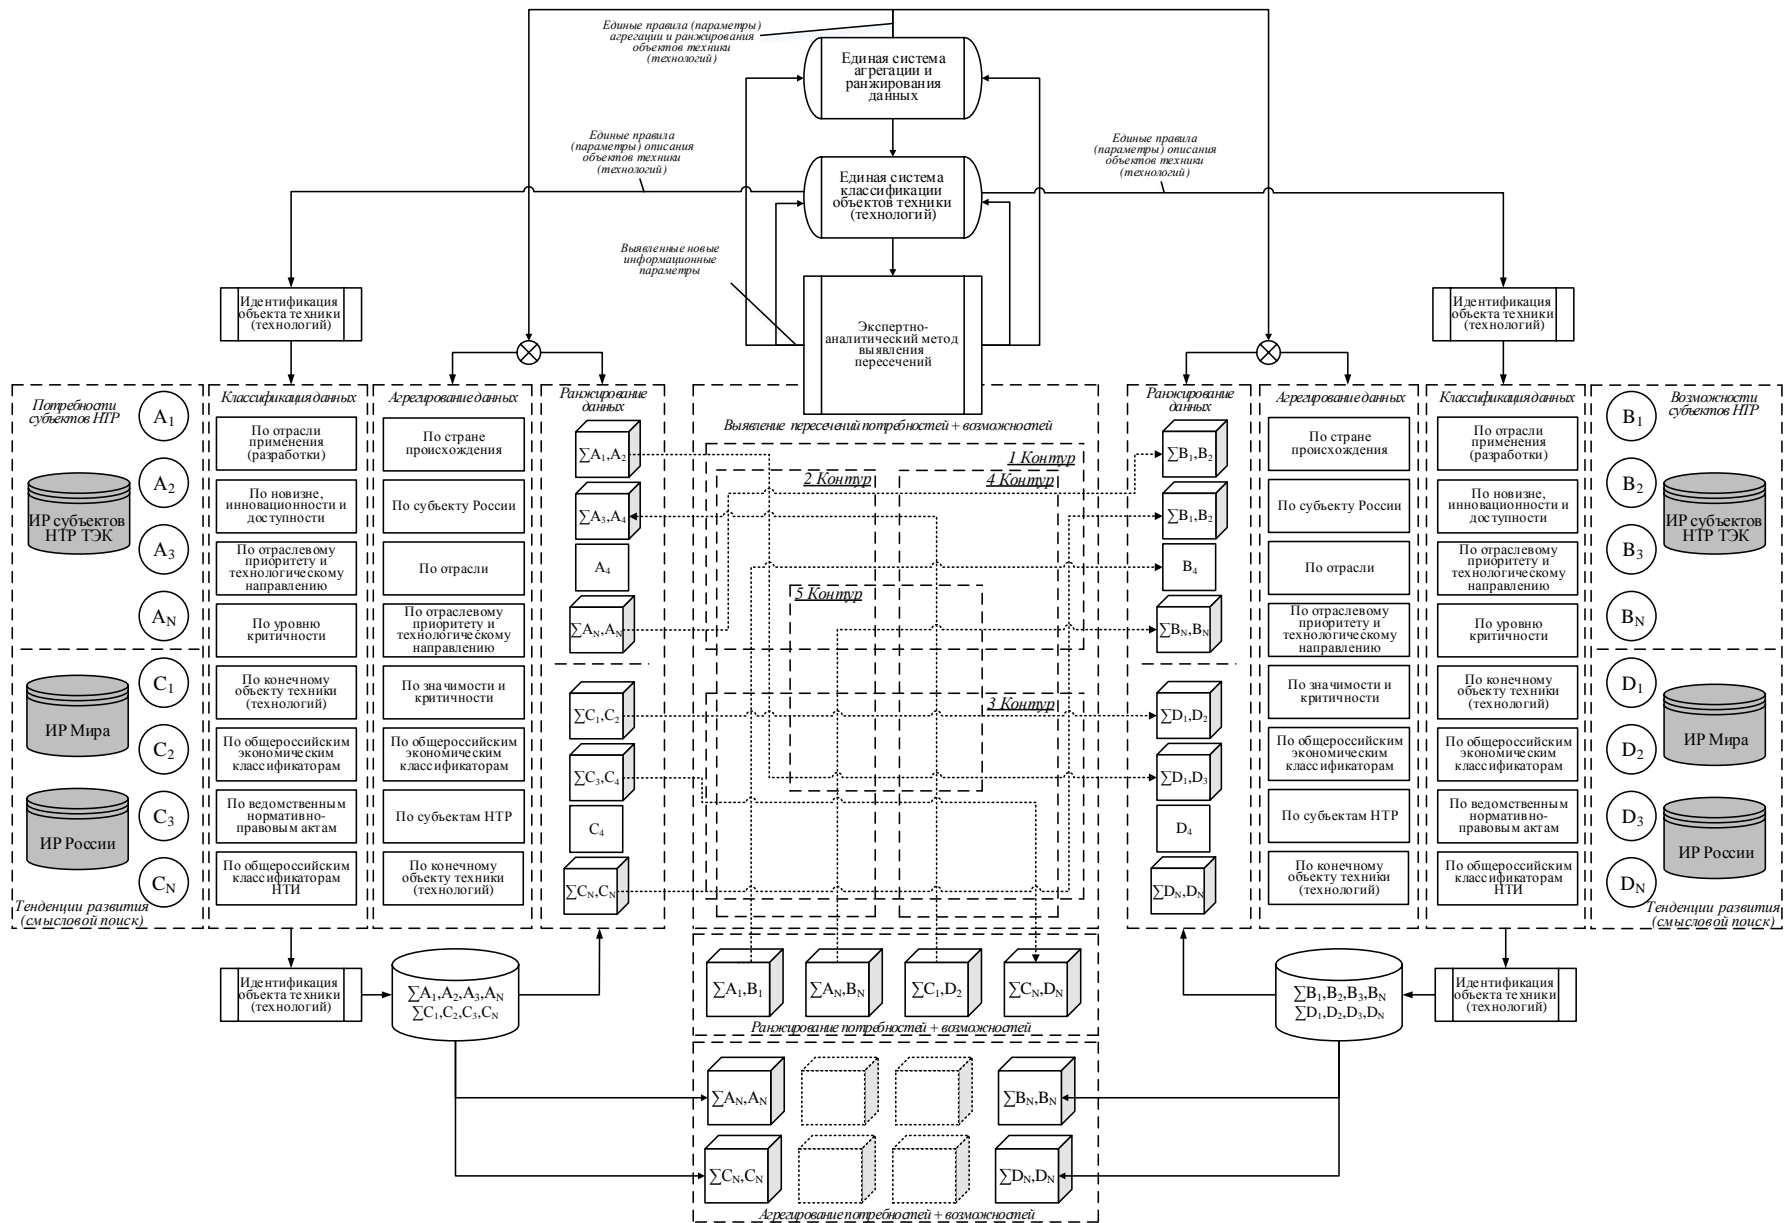 Единые правила (параметры)
агрегации и ранжирования
объектов техники
(технологий)
Единая система
агрегации и
ранжирования
данных
Единые правила
(параметры) описания
объектов техники
(технологий)
Единая система
классификации
объектов техники
(технологий)
Единые правила
(параметры) описания
объектов техники
(технологий)
Выявленные новые
информационные
параметры
Экспертно-
аналитический метод
выявления
пересечений
Идентификация
объекта техники
(технологий)
Идентификация
объекта техники
(технологий)
Потребности
субъектов НТР
A1
A2
A3
AN
ИР субъектов
НТР ТЭК
C1
C2
C3
CN
ИР Мира
ИР России
Тенденции развития
(смысловой поиск)
Классификация данных
По отрасли
применения
(разработки)
По новизне,
инновационности и
доступности
По отраслевому
приоритету и
технологическому
направлению
По уровню
критичности
По конечному
объекту техники
(технологий)
По общероссийским
экономическим
классификаторам
По ведомственным
нормативно-
правовым актам
По общероссийским
классификаторам
НТИ
Агрегирование данных
По стране
происхождения
По субъекту России
По отрасли
По отраслевому
приоритету и
технологическому
направлению
По значимости и
критичности
По общероссийским
экономическим
классификаторам
По субъектам НТР
По конечному
объекту техники
(технологий)
Ранжирование
данных
∑A1,A2
∑A3,A4
A4
∑AN,AN
∑C1,C2
∑C3,C4
C4
∑CN,CN
Выявление пересечений потребностей + возможностей
1 Контур
2 Контур
4 Контур
5 Контур
3 Контур
Ранжирование
данных
∑B1,B2
∑B1,B2
B4
∑BN,BN
∑D1,D2
∑D1,D3
D4
∑DN,DN
Агрегирование данных
По стране
происхождения
По субъекту России
По отрасли
По отраслевому
приоритету и
технологическому
направлению
По значимости и
критичности
По общероссийским
экономическим
классификаторам
По субъектам НТР
По конечному
объекту техники
(технологий)
Классификация данных
По отрасли
применения
(разработки)
По новизне,
инновационности и
доступности
По отраслевому
приоритету и
технологическому
направлению
По уровню
критичности
По конечному
объекту техники
(технологий)
По общероссийским
экономическим
классификаторам
По ведомственным
нормативно-
правовым актам
По общероссийским
классификаторам
НТИ
Возможности
субъектов НТР
B1
B2
B3
BN
ИР субъектов
НТР ТЭК
D1
D2
D3
DN
ИР Мира
ИР России
Тенденции развития
(смысловой поиск)
Идентификация
объекта техники
(технологий)
∑A1,A2,A3,AN
∑C1,C2,C3,CN
∑A1,B1
∑AN,BN
∑C1,D2
∑CN,DN
Ранжирование потребностей + возможностей
∑B1,B2,B3,BN
∑D1,D2,D3,DN
Идентификация
объекта техники
(технологий)
∑AN,AN
∑BN,BN
∑CN,CN
∑DN,DN
Агрегирование потребностей + возможностей